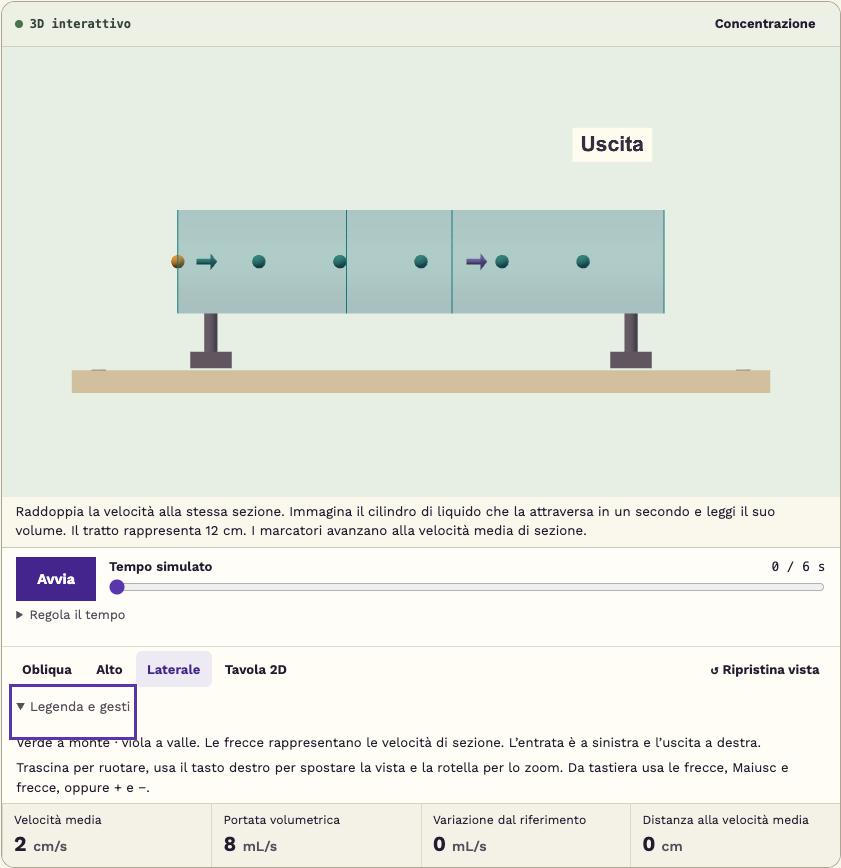 3D interattivo
Concentrazione
Uscita
Raddoppia la velocità alla stessa sezione. Immagina il cilindro di liquido che la attraversa in un secondo e leggi il suo
volume. Il tratto rappresenta 12 cm. I marcatori avanzano alla velocità media di sezione.
Avvia
Tempo simulato
0 / 6 s
▶ Regola il tempo
Obliqua
Alto
Laterale
Tavola 2D
↺ Ripristina vista
▼ Legenda e gesti
Verde a monte · viola a valle. Le frecce rappresentano le velocità di sezione. L’entrata è a sinistra e l’uscita a destra.
Trascina per ruotare, usa il tasto destro per spostare la vista e la rotella per lo zoom. Da tastiera usa le frecce, Maiusc e
frecce, oppure + e −.
Velocità media
2 cm/s
Portata volumetrica
8 mL/s
Variazione dal riferimento
0 mL/s
Distanza alla velocità media
0 cm